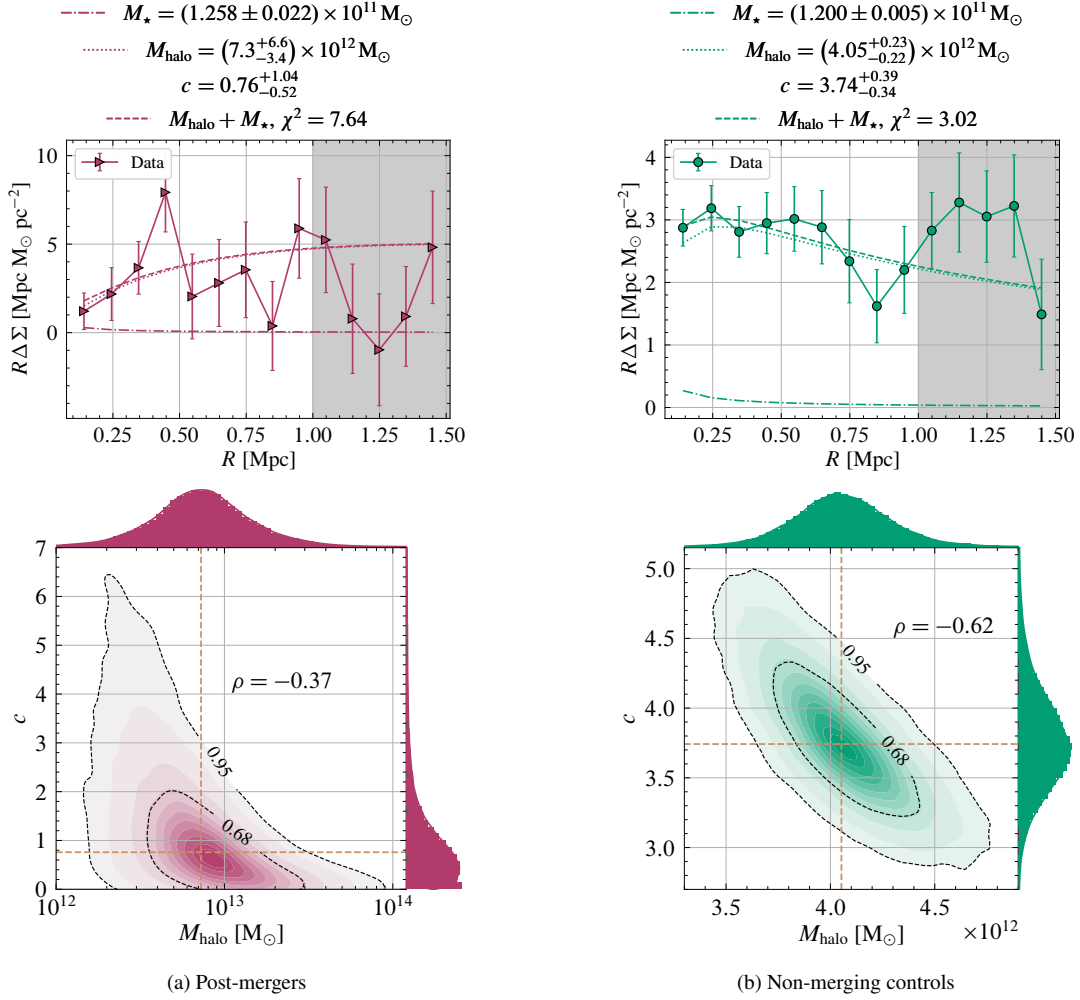 M⋆ = (1.258 ± 0.022) × 10¹¹ M⊙
M_halo = (7.3 +6.6 −3.4) × 10¹² M⊙
c = 0.76 +1.04 −0.52
M_halo + M⋆, χ² = 7.64
Data
10
5
0
RΔΣ [Mpc M⊙ pc⁻²]
0.25 0.50 0.75 1.00 1.25 1.50
R [Mpc]
M⋆ = (1.200 ± 0.005) × 10¹¹ M⊙
M_halo = (4.05 +0.23 −0.22) × 10¹² M⊙
c = 3.74 +0.39 −0.34
M_halo + M⋆, χ² = 3.02
Data
4
3
2
1
0
RΔΣ [Mpc M⊙ pc⁻²]
0.25 0.50 0.75 1.00 1.25 1.50
R [Mpc]
7
6
5
4
3
2
1
0
c
ρ = −0.37
0.95
0.68
10¹² 10¹³ 10¹⁴
M_halo [M⊙]
(a) Post-mergers
5.0
4.5
4.0
3.5
3.0
c
ρ = −0.62
0.95
0.68
3.5 4.0 4.5
M_halo [M⊙] ×10¹²
(b) Non-merging controls